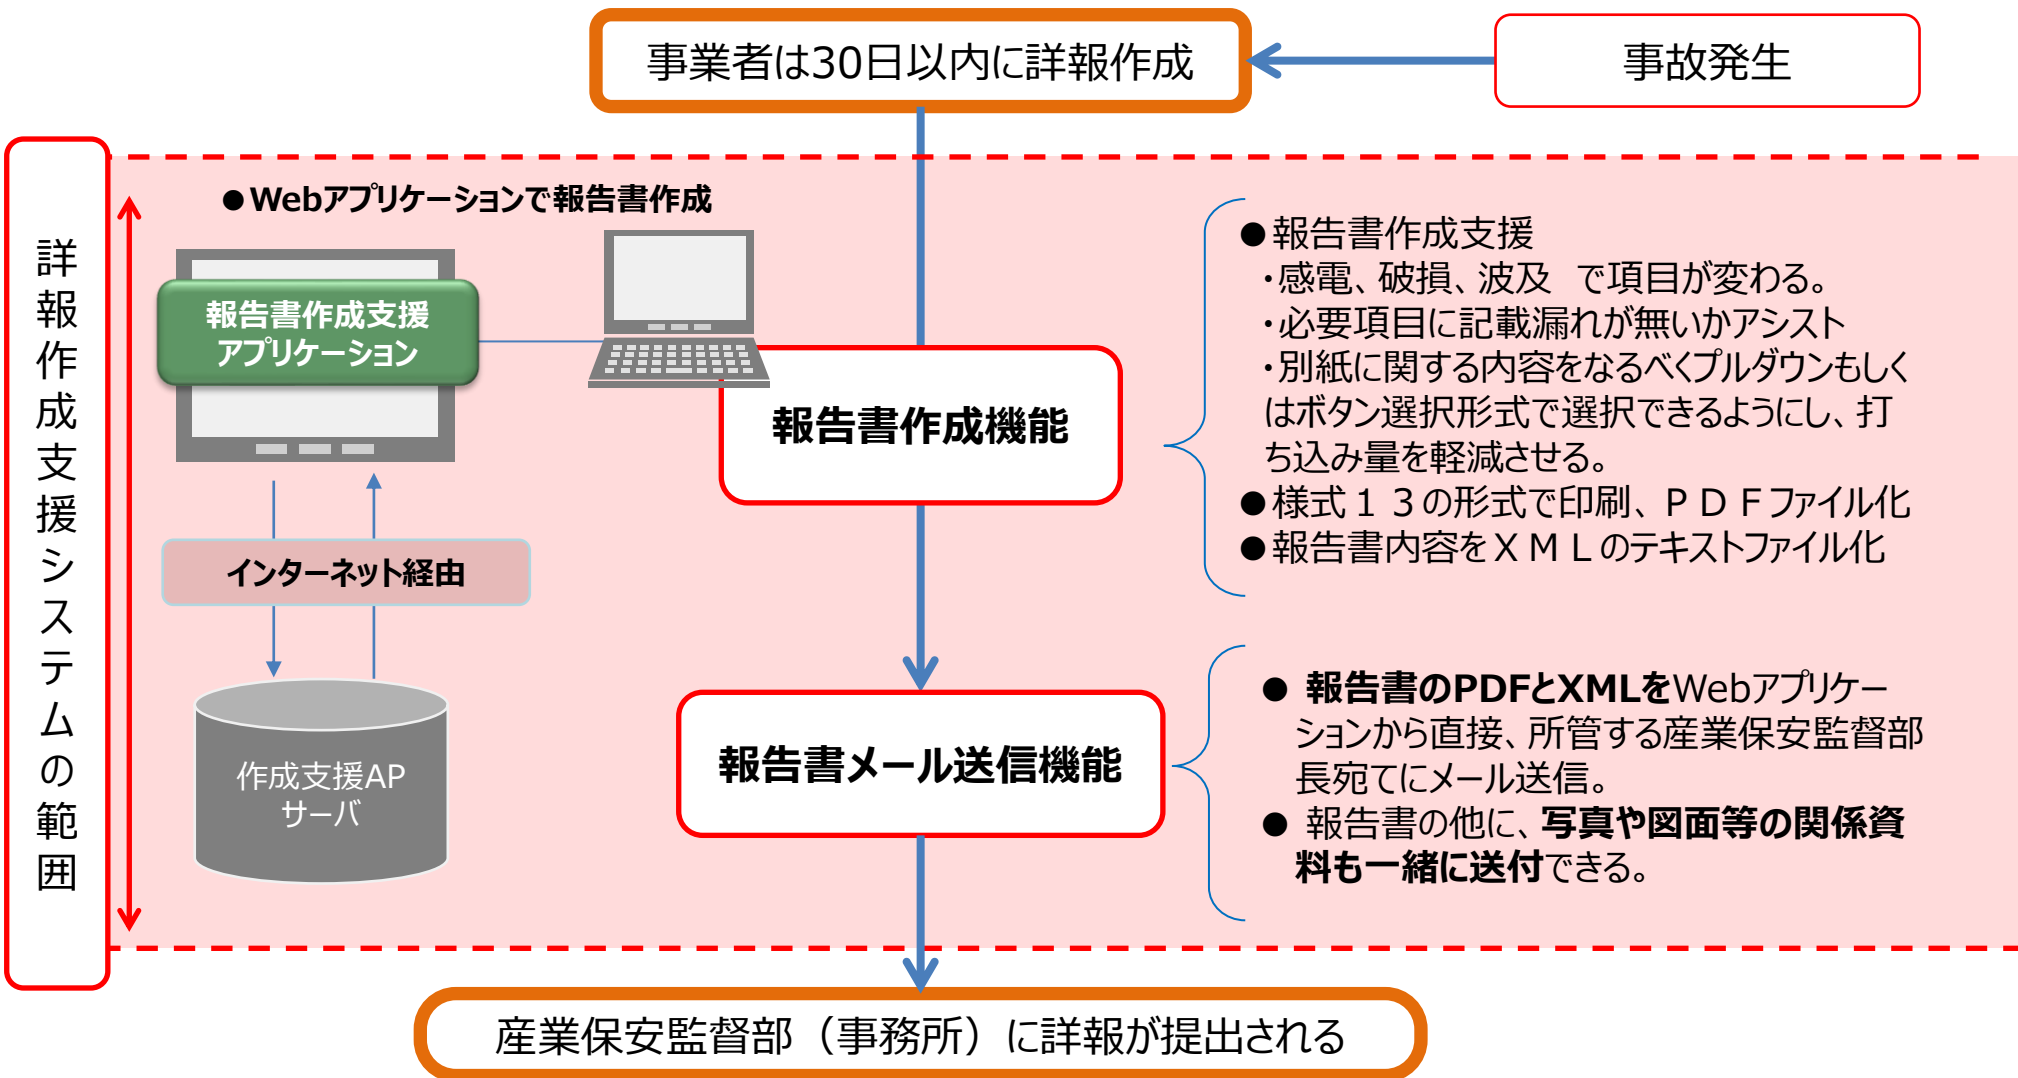 事業者は30日以内に詳報作成
事故発生
詳報作成支援システムの範囲
●Webアプリケーションで報告書作成
報告書作成支援
アプリケーション
インターネット経由
作成支援AP
サーバ
報告書作成機能
●報告書作成支援
・感電、破損、波及　で項目が変わる。
・必要項目に記載漏れが無いかアシスト
・別紙に関する内容をなるべくプルダウンもしく
はボタン選択形式で選択できるようにし、打
ち込み量を軽減させる。
●様式１３の形式で印刷、ＰＤＦファイル化
●報告書内容をＸＭＬのテキストファイル化
報告書メール送信機能
● 報告書のPDFとXMLをWebアプリケー
ションから直接、所管する産業保安監督部
長宛てにメール送信。
● 報告書の他に、写真や図面等の関係資
料も一緒に送付できる。
産業保安監督部（事務所）に詳報が提出される